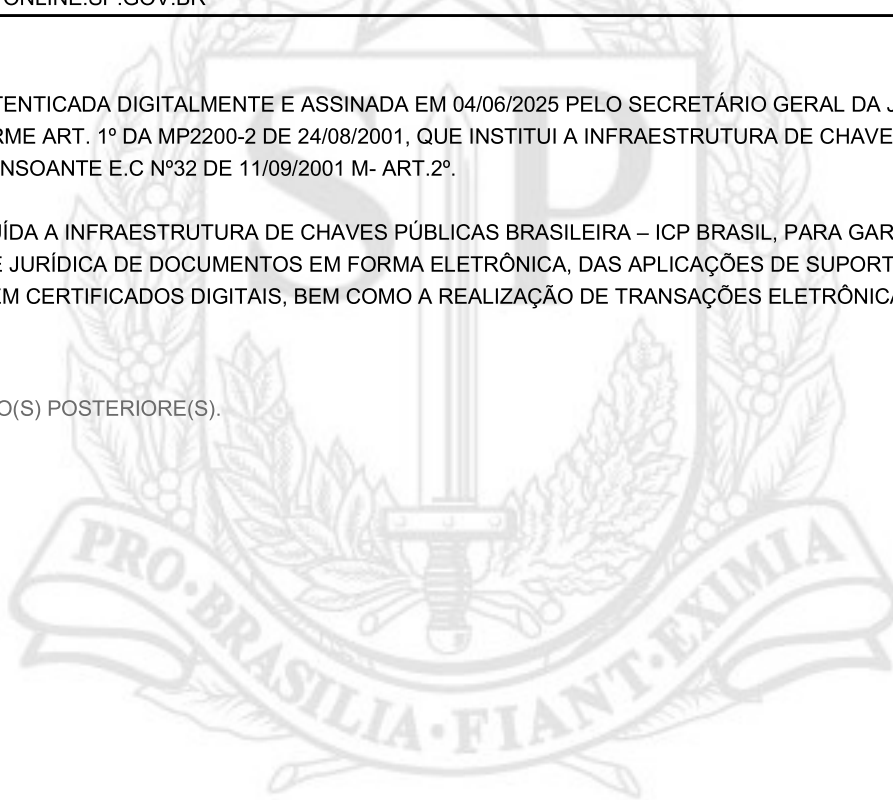 ONLINE.SP.GOV.BR
TENTICADA DIGITALMENTE E ASSINADA EM 04/06/2025 PELO SECRETÁRIO GERAL DA J
RME ART. 1º DA MP2200-2 DE 24/08/2001, QUE INSTITUI A INFRAESTRUTURA DE CHAVE
NSOANTE E.C Nº32 DE 11/09/2001 M- ART.2º.
UÍDA A INFRAESTRUTURA DE CHAVES PÚBLICAS BRASILEIRA – ICP BRASIL, PARA GAR
E JURÍDICA DE DOCUMENTOS EM FORMA ELETRÔNICA, DAS APLICAÇÕES DE SUPORT
EM CERTIFICADOS DIGITAIS, BEM COMO A REALIZAÇÃO DE TRANSAÇÕES ELETRÔNICA
O(S) POSTERIORE(S).
SP
PRO·BRASILIA·FIANT·EXIMIA